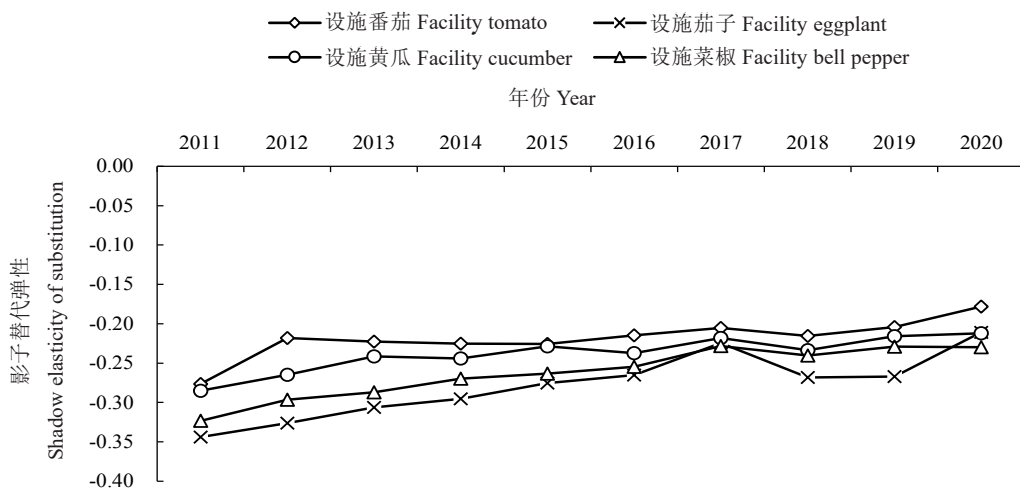 设施番茄 Facility tomato
设施茄子 Facility eggplant
设施黄瓜 Facility cucumber
设施菜椒 Facility bell pepper
年份 Year
2011 2012 2013 2014 2015 2016 2017 2018 2019 2020
0.00
-0.05
-0.10
-0.15
-0.20
-0.25
-0.30
-0.35
-0.40
影子替代弹性
Shadow elasticity of substitution